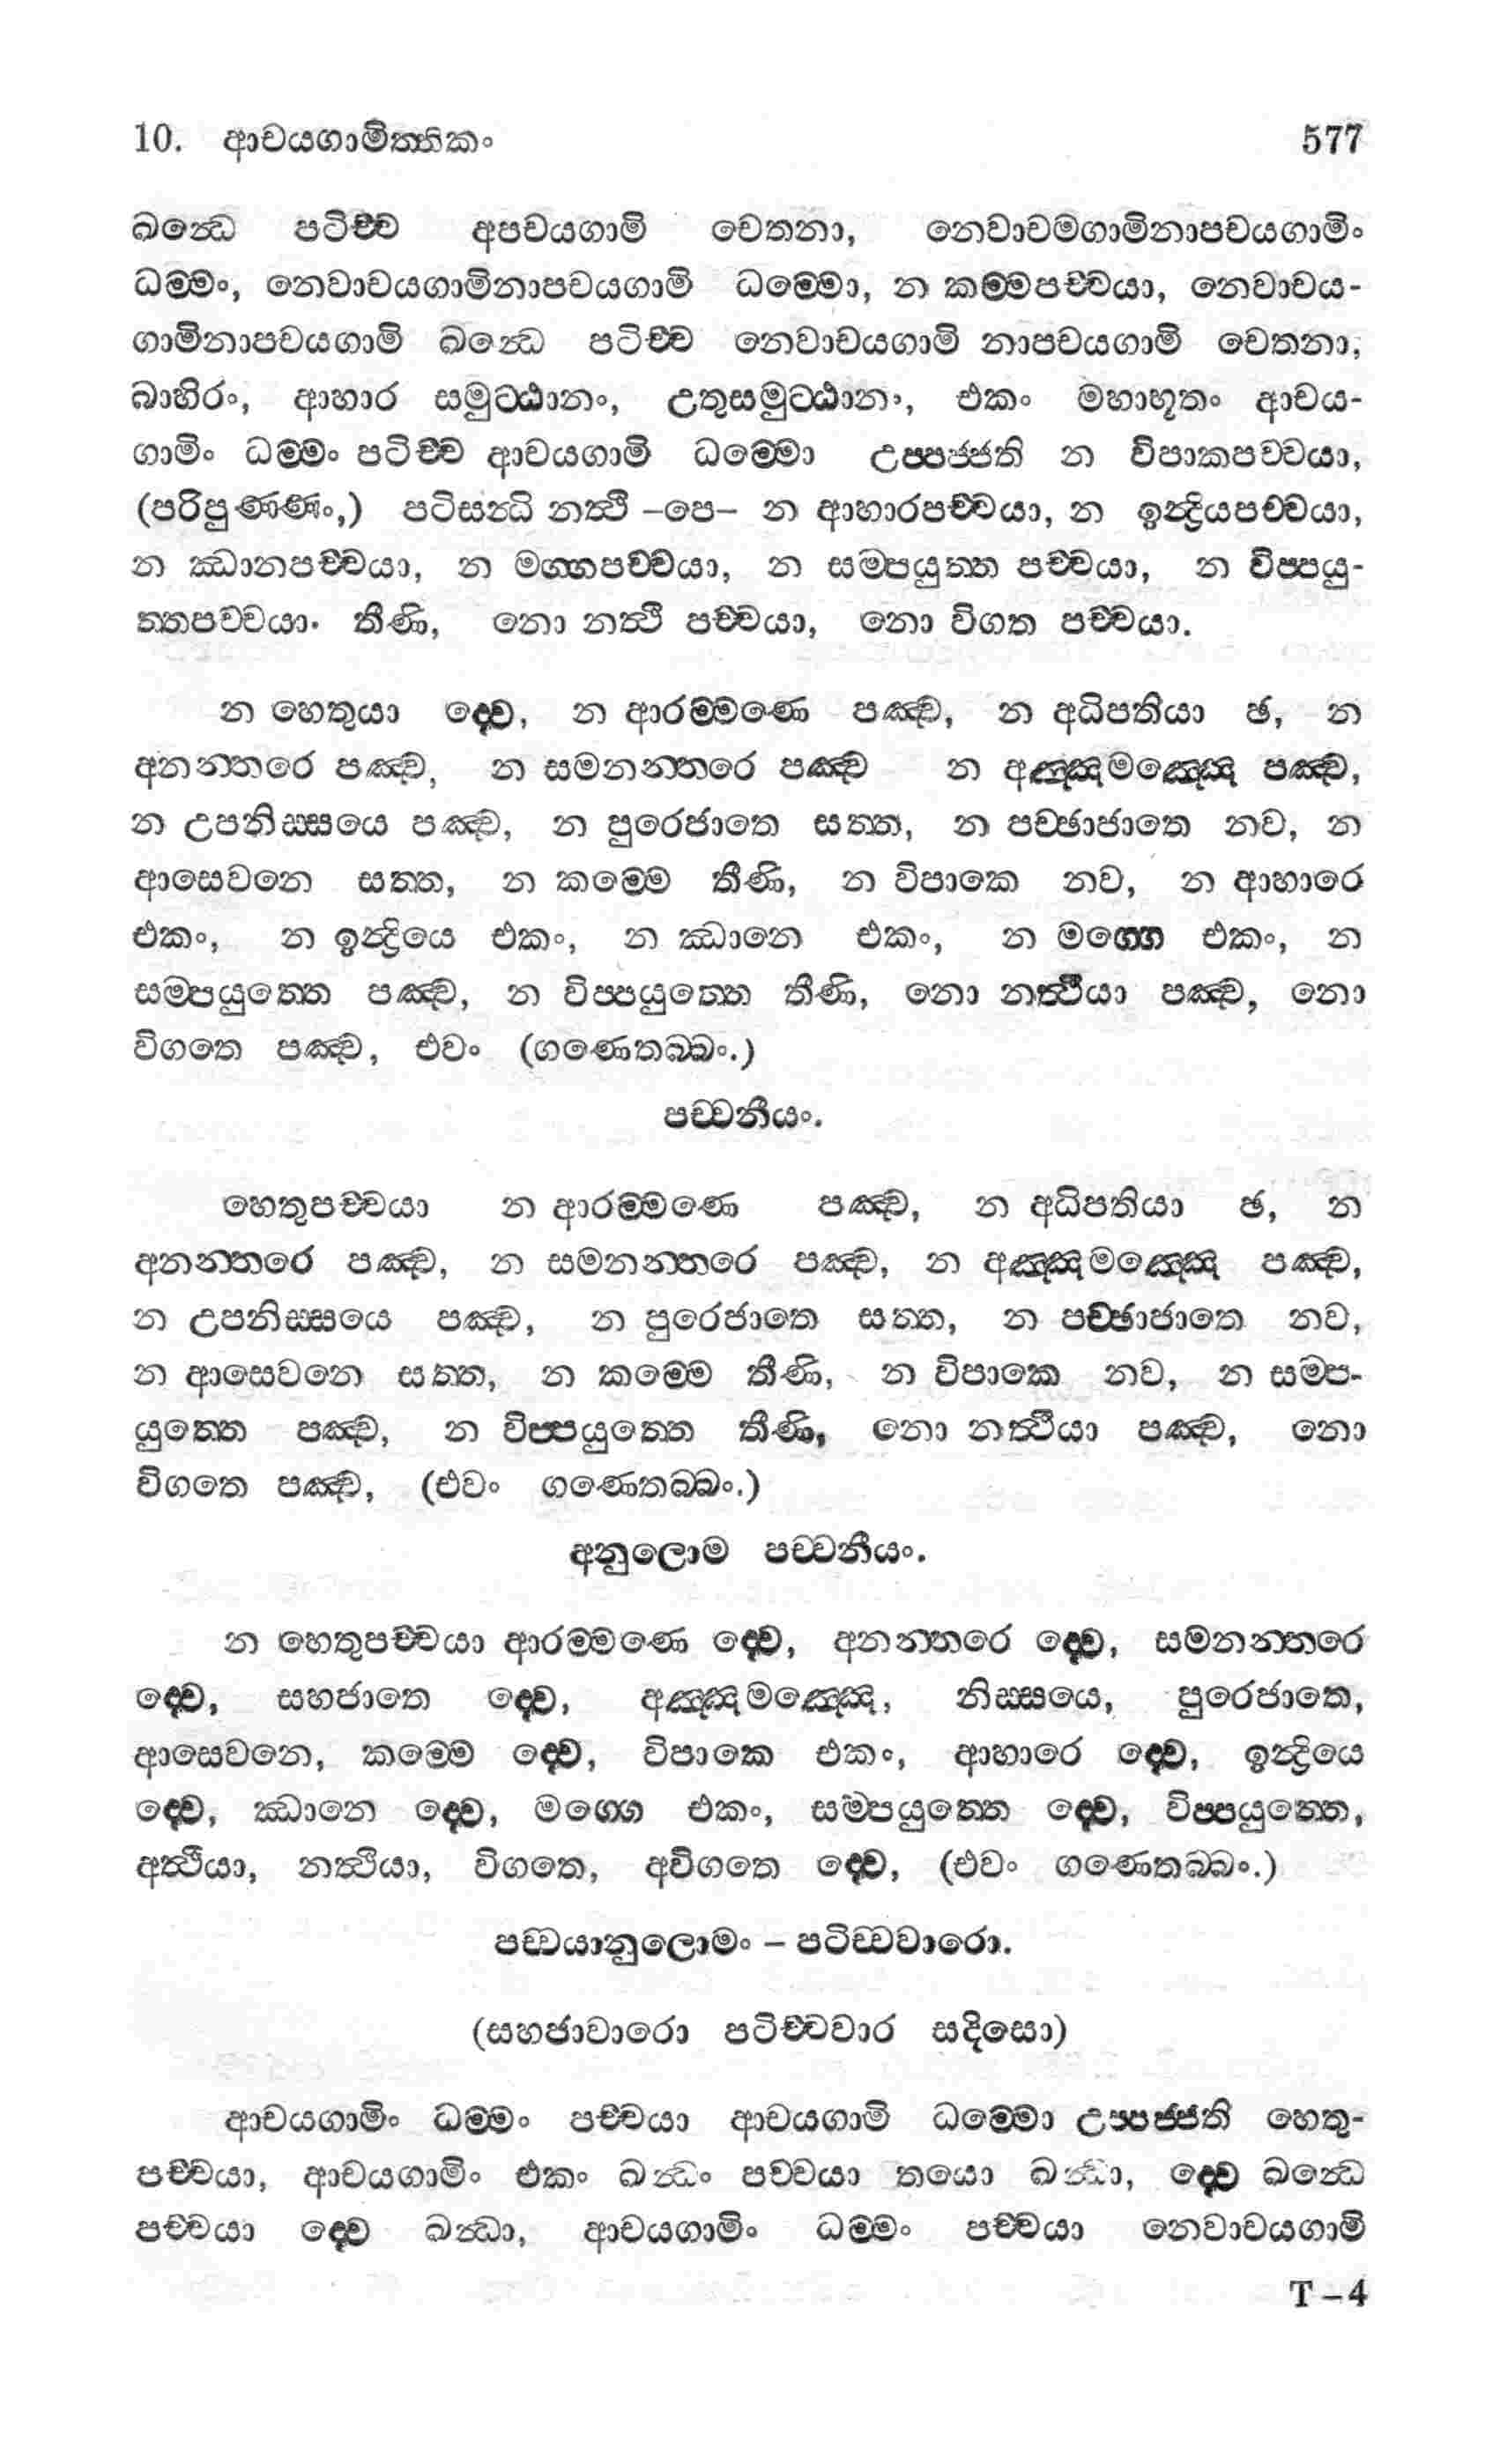 10. ආචයගාමිත්තිකං 577
ඛන්ධෙ පටිච්ච අපචයගාමි චෙතනා, නෙවාචමගාමිනාපචයගාමිං
ධම්මං, නෙවාචයගාමිනාපචයගාමි ධම්මො, න කම්මපච්චයා, නෙවාචය-
ගාමිනාපචයගාමි ඛන්ධෙ පටිච්ච නෙවාචයගාමි නාපචයගාමි චෙතනා,
බාහිරං, ආහාර සමුට්ඨානං, උතුසමුට්ඨානං, එකං මහාභූතං ආචය-
ගාමිං ධම්මං පටිච්ච ආචයගාමි ධම්මො උප්පජ්ජති න විපාකපච්චයා,
(පරිපුණ්ණං,) පටිසන්ධි නත්ථි –පෙ– න ආහාරපච්චයා, න ඉන්ද්‍රියපච්චයා,
න ඣානපච්චයා, න මග්ගපච්චයා, න සම්පයුත්ත පච්චයා, න විප්පයු-
ත්තපච්චයා. තීණි, නො නත්ථි පච්චයා, නො විගත පච්චයා.
න හෙතුයා ද්වෙ, න ආරම්මණෙ පඤ්ච, න අධිපතියා ඡ, න
අනන්තරෙ පඤ්ච, න සමනන්තරෙ පඤ්ච න අඤ්ඤමඤ්ඤෙ පඤ්ච,
න උපනිස්සයෙ පඤ්ච, න පුරෙජාතෙ සත්ත, න පච්ඡාජාතෙ නව, න
ආසෙවනෙ සත්ත, න කම්මෙ තීණි, න විපාකෙ නව, න ආහාරෙ
එකං, න ඉන්ද්‍රියෙ එකං, න ඣානෙ එකං, න මග්ගෙ එකං, න
සම්පයුත්තෙ පඤ්ච, න විප්පයුත්තෙ තීණි, නො නත්ථියා පඤ්ච, නො
විගතෙ පඤ්ච, එවං (ගණෙතබ්බං.)
පච්චනීයං.
හෙතුපච්චයා න ආරම්මණෙ පඤ්ච, න අධිපතියා ඡ, න
අනන්තරෙ පඤ්ච, න සමනන්තරෙ පඤ්ච, න අඤ්ඤමඤ්ඤෙ පඤ්ච,
න උපනිස්සයෙ පඤ්ච, න පුරෙජාතෙ සත්ත, න පච්ඡාජාතෙ නව,
න ආසෙවනෙ සත්ත, න කම්මෙ තීණි, න විපාකෙ නව, න සම්ප-
යුත්තෙ පඤ්ච, න විප්පයුත්තෙ තීණි, නො නත්ථියා පඤ්ච, නො
විගතෙ පඤ්ච, (එවං ගණෙතබ්බං.)
අනුලොම පච්චනීයං.
න හෙතුපච්චයා ආරම්මණෙ ද්වෙ, අනන්තරෙ ද්වෙ, සමනන්තරෙ
ද්වෙ, සහජාතෙ ද්වෙ, අඤ්ඤමඤ්ඤෙ, නිස්සයෙ, පුරෙජාතෙ,
ආසෙවනෙ, කම්මෙ ද්වෙ, විපාකෙ එකං, ආහාරෙ ද්වෙ, ඉන්ද්‍රියෙ
ද්වෙ, ඣානෙ ද්වෙ, මග්ගෙ එකං, සම්පයුත්තෙ ද්වෙ, විප්පයුත්තෙ,
අත්ථියා, නත්ථියා, විගතෙ, අවිගතෙ ද්වෙ, (එවං ගණෙතබ්බං.)
පච්චයානුලොමං – පටිච්චවාරො.
(සහජාවාරො පටිච්චවාර සදිසො)
ආචයගාමිං ධම්මං පච්චයා ආචයගාමි ධම්මො උප්පජ්ජති හෙතු-
පච්චයා, ආචයගාමිං එකං ඛන්ධං පච්චයා තයො ඛන්ධා, ද්වෙ ඛන්ධෙ
පච්චයා ද්වෙ ඛන්ධා, ආචයගාමිං ධම්මං පච්චයා නෙවාචයගාමි
T–4